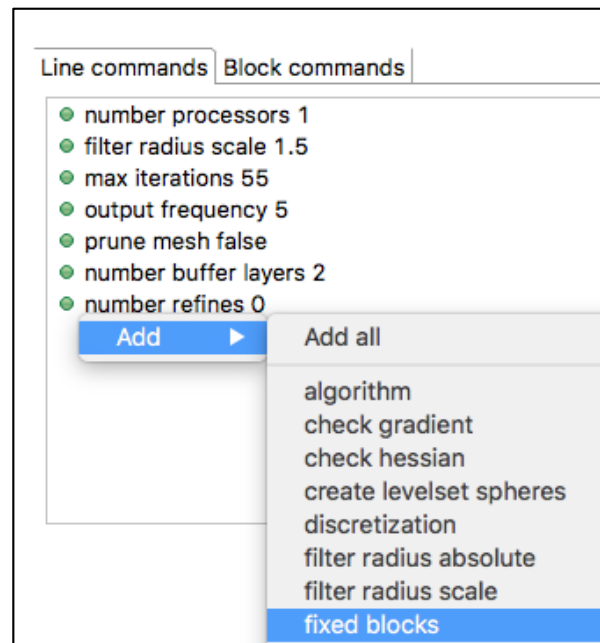 Line commands Block commands
number processors 1
filter radius scale 1.5
max iterations 55
output frequency 5
prune mesh false
number buffer layers 2
number refines 0
Add
Add all
algorithm
check gradient
check hessian
create levelset spheres
discretization
filter radius absolute
filter radius scale
fixed blocks